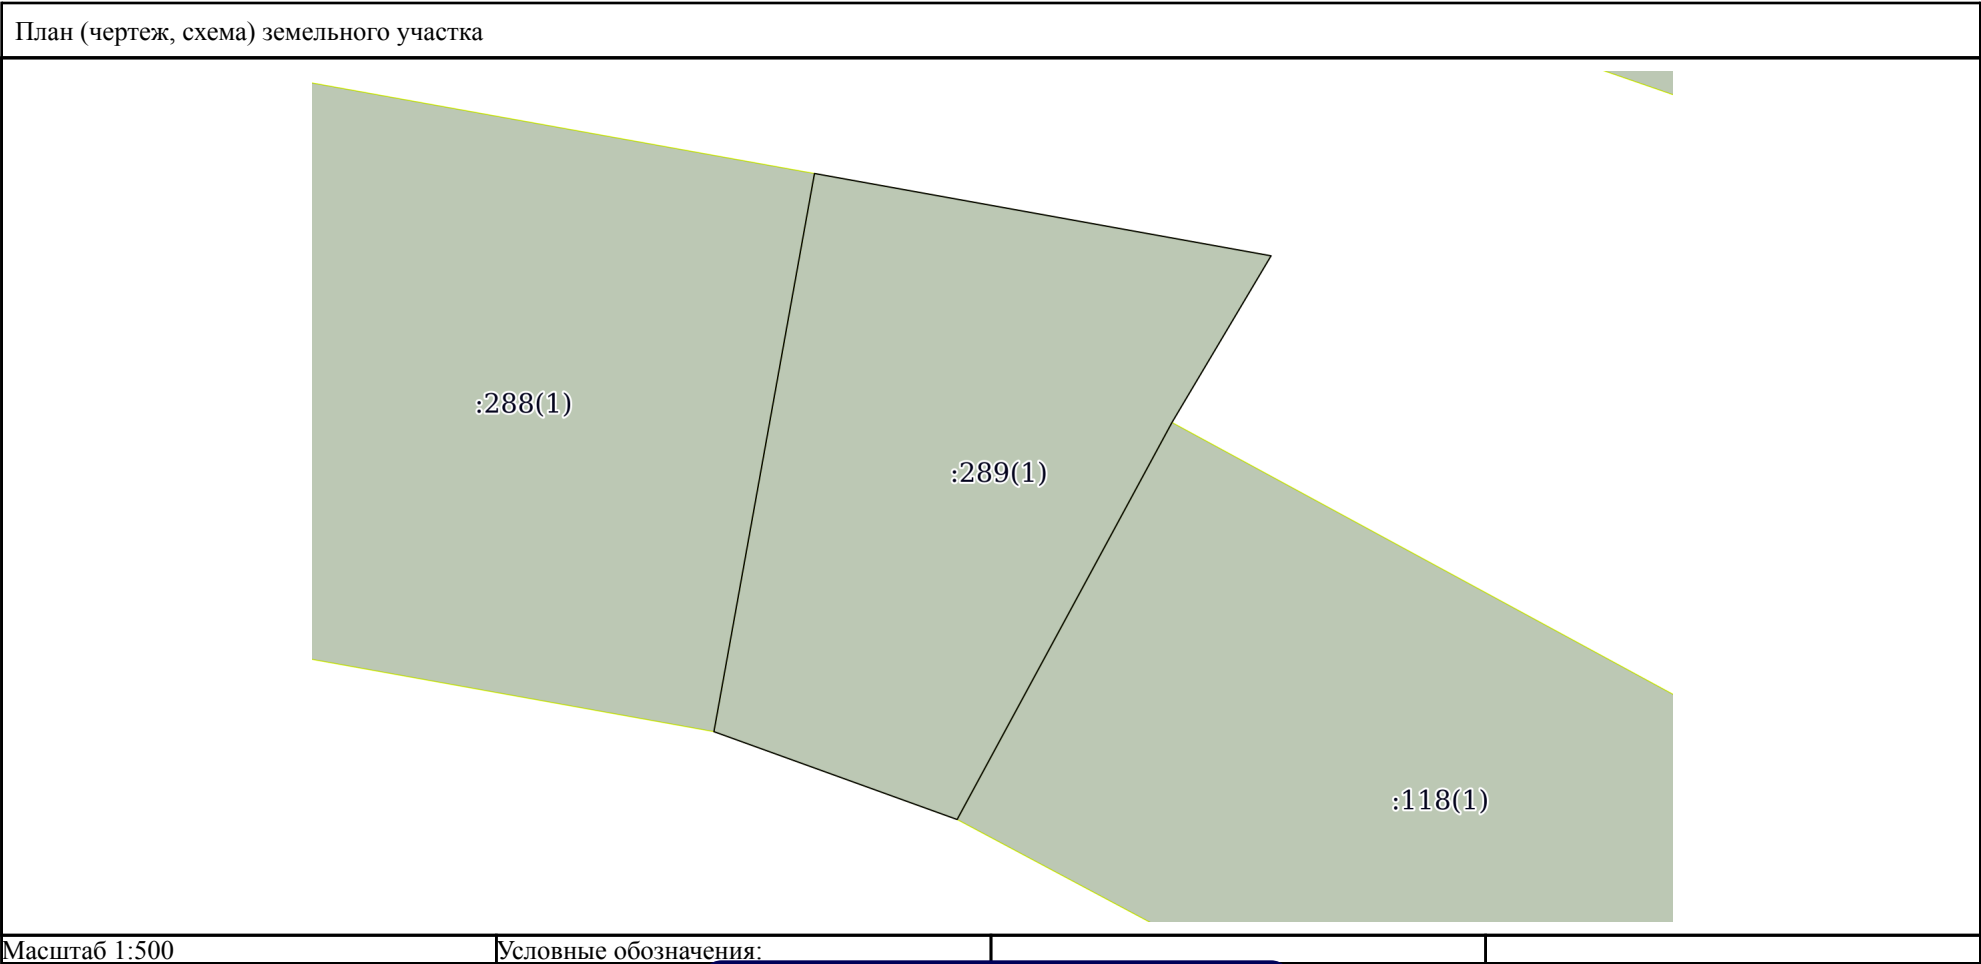 План (чертеж, схема) земельного участка
:288(1)
:289(1)
:118(1)
Масштаб 1:500
Условные обозначения: